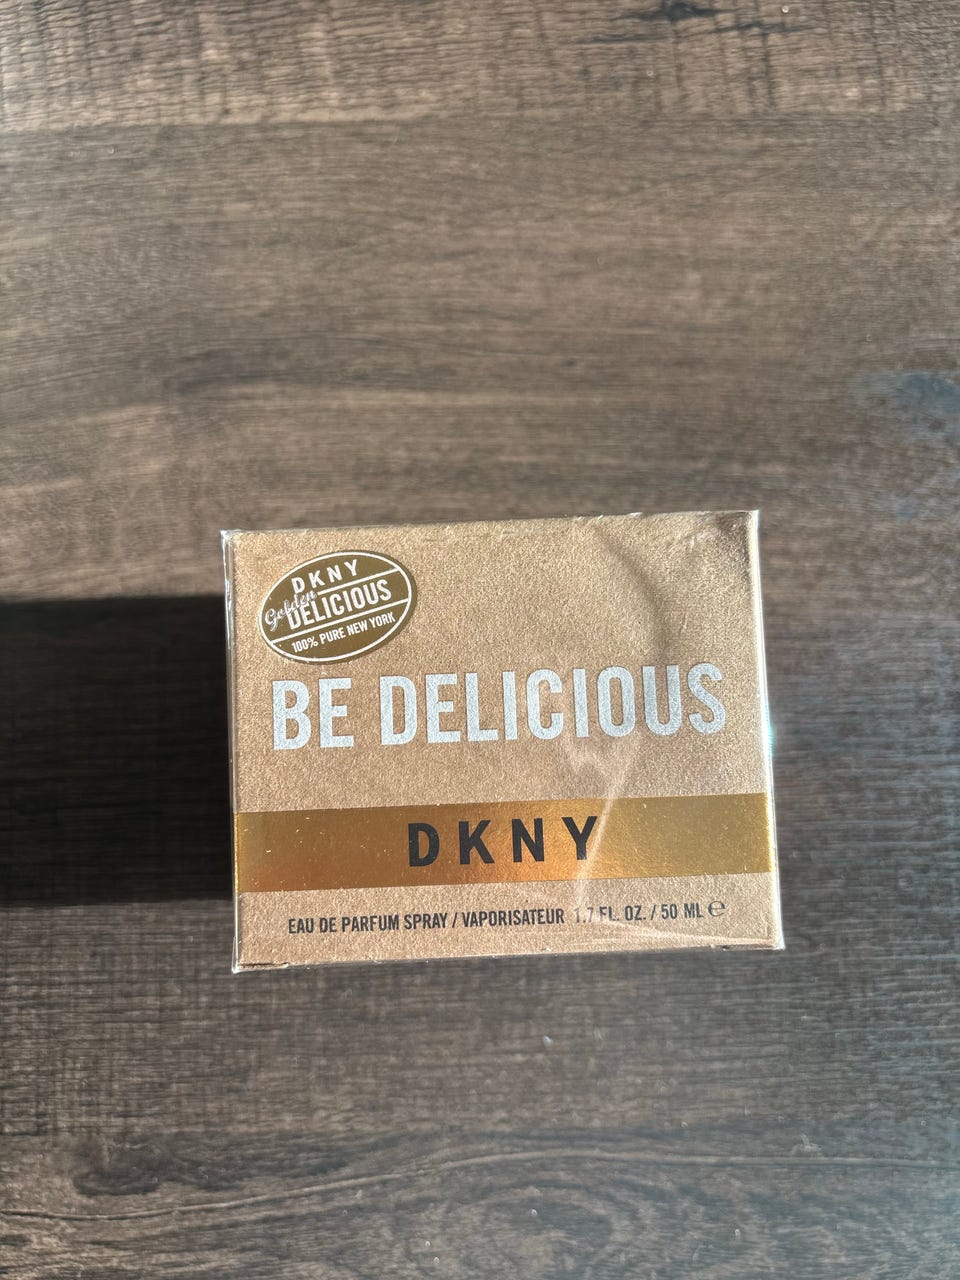 DKNY
Golden
DELICIOUS
100% PURE NEW YORK
BE DELICIOUS
DKNY
EAU DE PARFUM SPRAY / VAPORISATEUR 1.7 FL. OZ. / 50 ML ℮